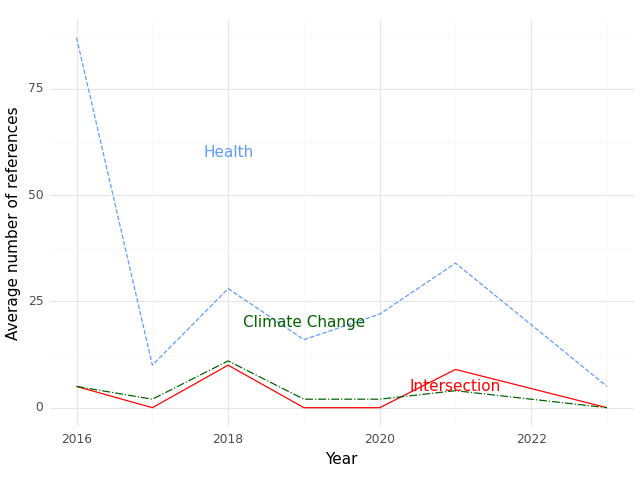 Average number of references
75
50
25
0
Health
Climate Change
Intersection
2016
2018
2020
2022
Year